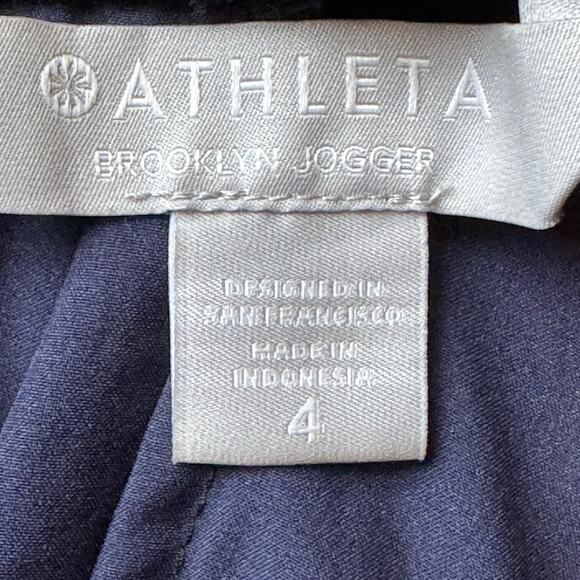 ATHLETA
BROOKLYN JOGGER
DESIGNED IN
SAN FRANCISCO
MADE IN
INDONESIA
4